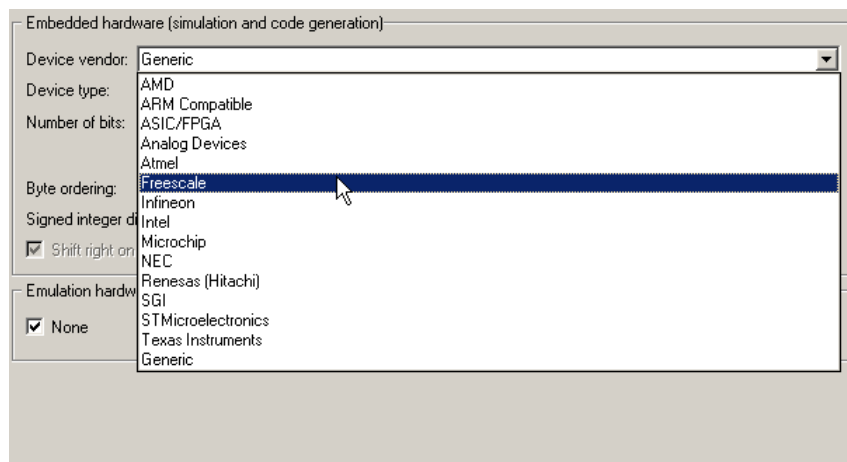 Embedded hardware (simulation and code generation)
Device vendor: Generic
Device type:
AMD
ARM Compatible
Number of bits:
ASIC/FPGA
Analog Devices
Atmel
Byte ordering:
Freescale
Infineon
Signed integer di
Intel
Shift right on
Microchip
NEC
Renesas (Hitachi)
Emulation hardw
SGI
STMicroelectronics
None
Texas Instruments
Generic